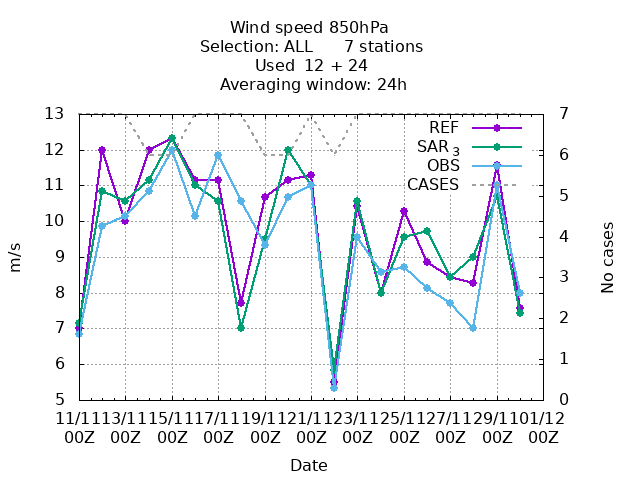 Wind speed 850hPa
Selection: ALL 7 stations
Used 12 + 24
Averaging window: 24h
13 7
REF
12 SAR 3 6
OBS
11 CASES 5
10
9 4
m/s No cases
8 3
7 2
6 1
5 0
11/11 13/11 15/11 17/11 19/11 21/11 23/11 25/11 27/11 29/11 01/12
00Z 00Z 00Z 00Z 00Z 00Z 00Z 00Z 00Z 00Z 00Z
Date